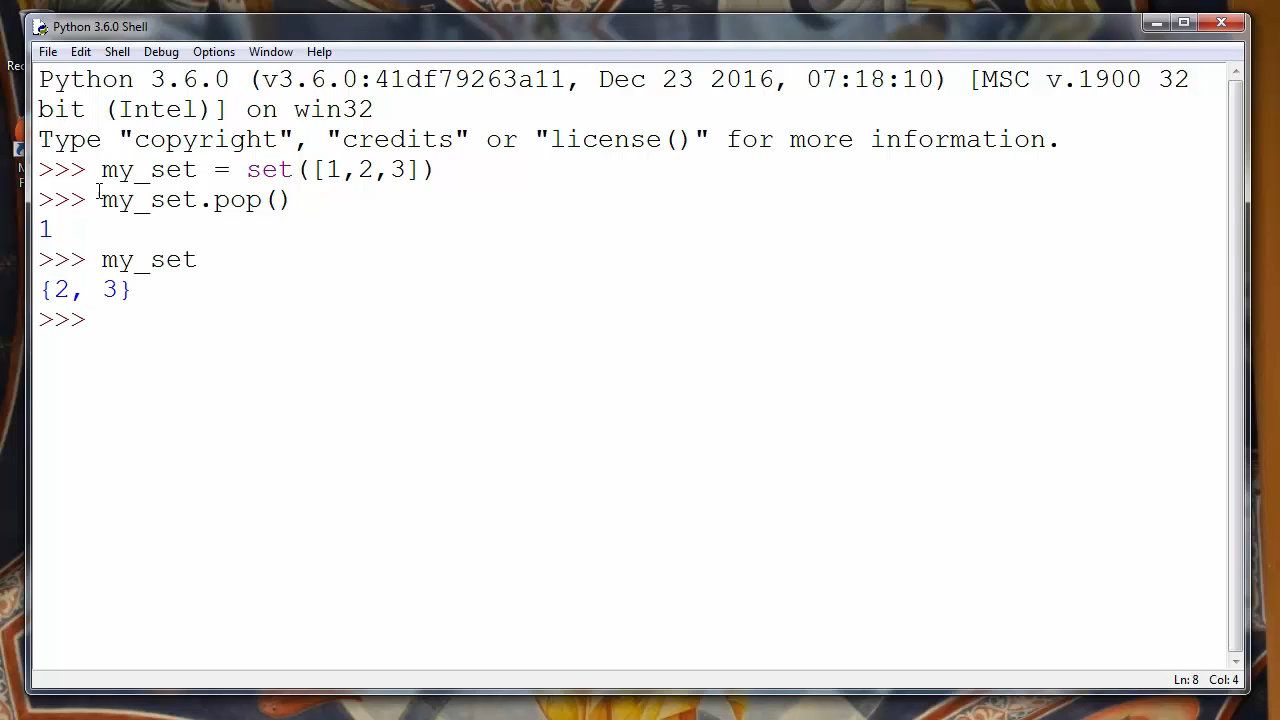 Python 3.6.0 Shell
File Edit Shell Debug Options Window Help
Python 3.6.0 (v3.6.0:41df79263a11, Dec 23 2016, 07:18:10) [MSC v.1900 32
bit (Intel)] on win32
Type "copyright", "credits" or "license()" for more information.
>>> my_set = set([1,2,3])
>>> my_set.pop()
1
>>> my_set
{2, 3}
>>>
Ln: 8 Col: 4